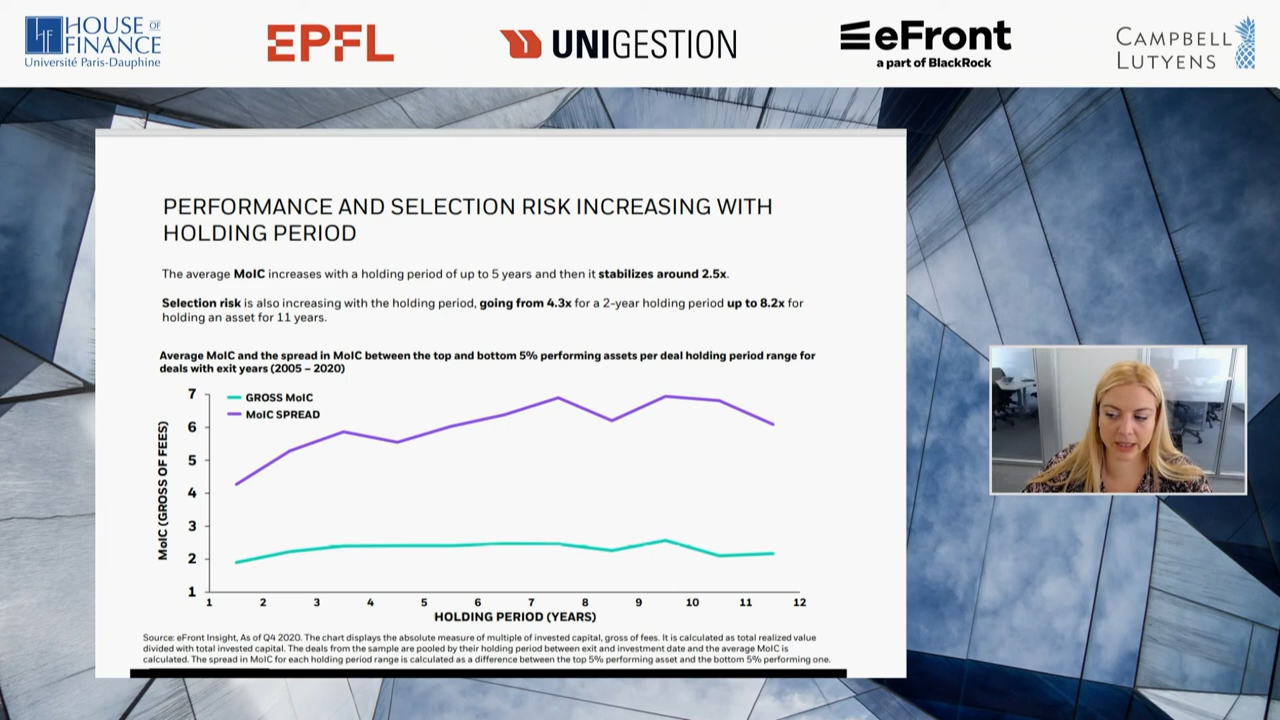 HOUSE OF
FINANCE
Université Paris-Dauphine
EPFL
UNIGESTION
eFront
a part of BlackRock
CAMPBELL
LUTYENS
PERFORMANCE AND SELECTION RISK INCREASING WITH
HOLDING PERIOD
The average MoIC increases with a holding period of up to 5 years and then it stabilizes around 2.5x.
Selection risk is also increasing with the holding period, going from 4.3x for a 2-year holding period up to 8.2x for
holding an asset for 11 years.
Average MoIC and the spread in MoIC between the top and bottom 5% performing assets per deal holding period range for
deals with exit years (2005 – 2020)
GROSS MoIC
MoIC SPREAD
MoIC (GROSS OF FEES)
7
6
5
4
3
2
1
1 2 3 4 5 6 7 8 9 10 11 12
HOLDING PERIOD (YEARS)
Source: eFront Insight, As of Q4 2020. The chart displays the absolute measure of multiple of invested capital, gross of fees. It is calculated as total realized value
divided with total invested capital. The deals from the sample are pooled by their holding period between exit and investment date and the average MoIC is
calculated. The spread in MoIC for each holding period range is calculated as a difference between the top 5% performing asset and the bottom 5% performing one.